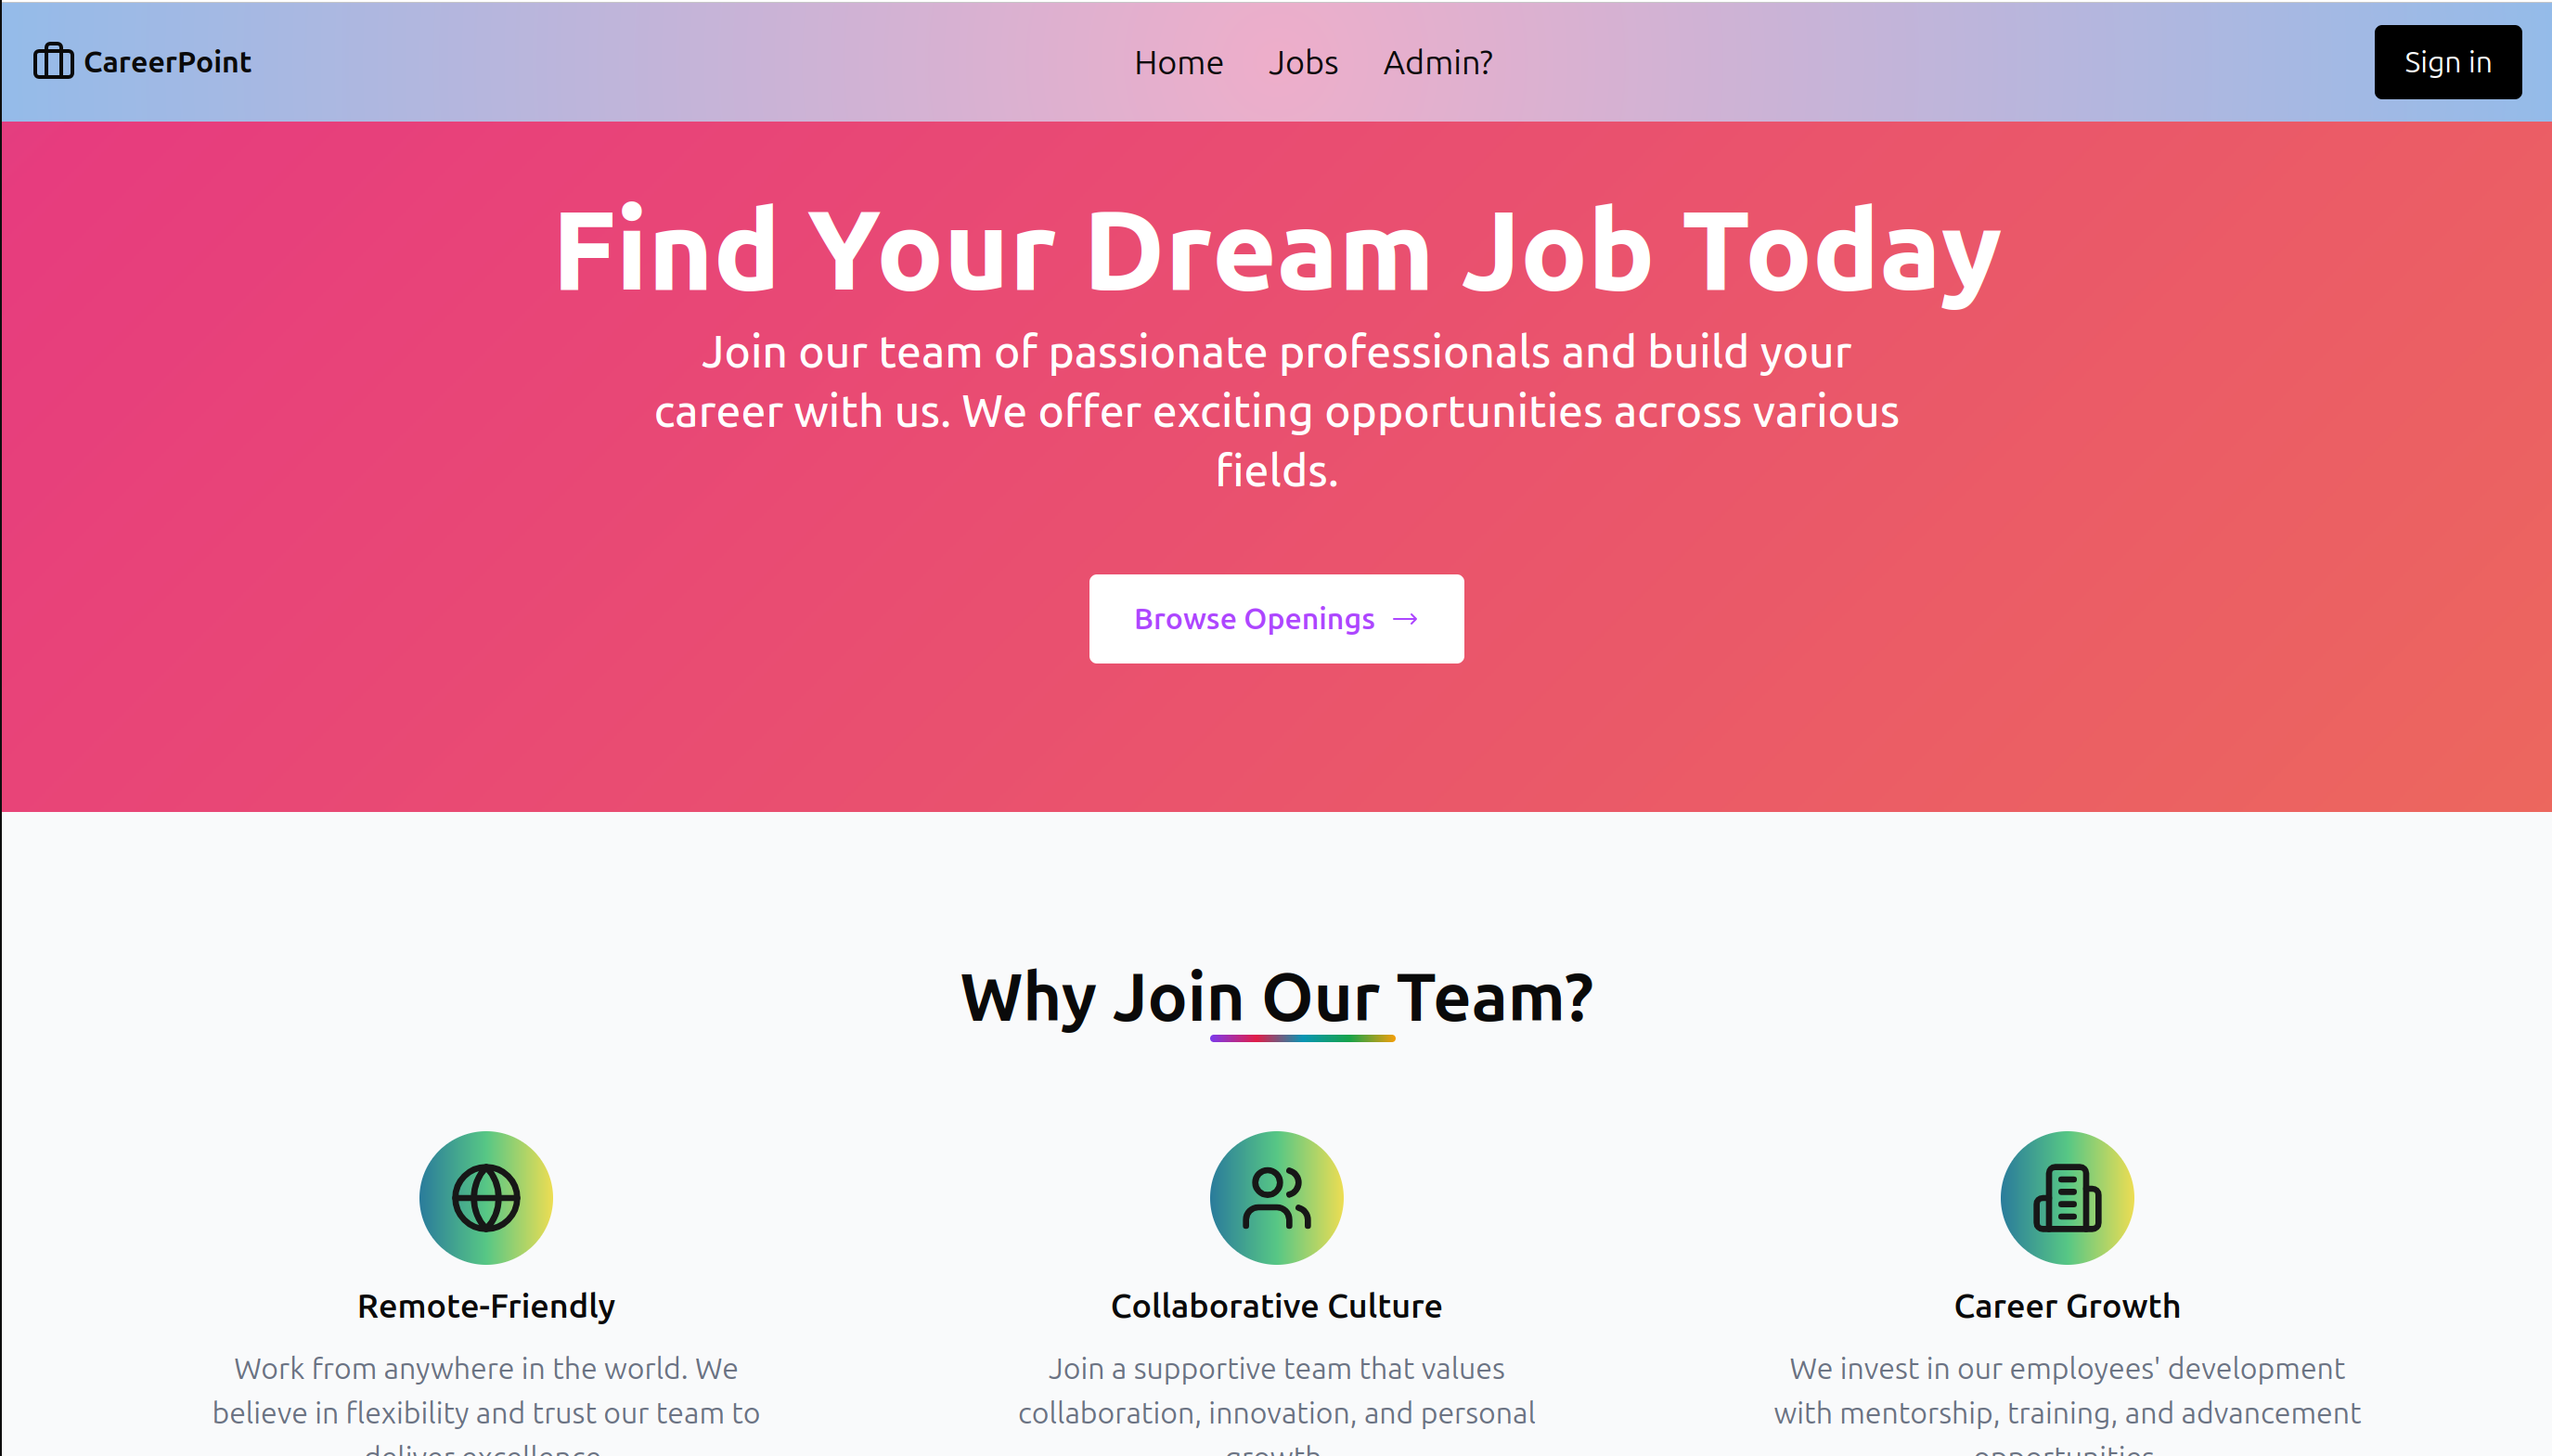 CareerPoint
Home Jobs Admin?
Sign in
Find Your Dream Job Today
Join our team of passionate professionals and build your
career with us. We offer exciting opportunities across various
fields.
Browse Openings →
Why Join Our Team?
Remote-Friendly
Work from anywhere in the world. We
believe in flexibility and trust our team to
deliver excellence.
Collaborative Culture
Join a supportive team that values
collaboration, innovation, and personal
growth.
Career Growth
We invest in our employees' development
with mentorship, training, and advancement
opportunities.